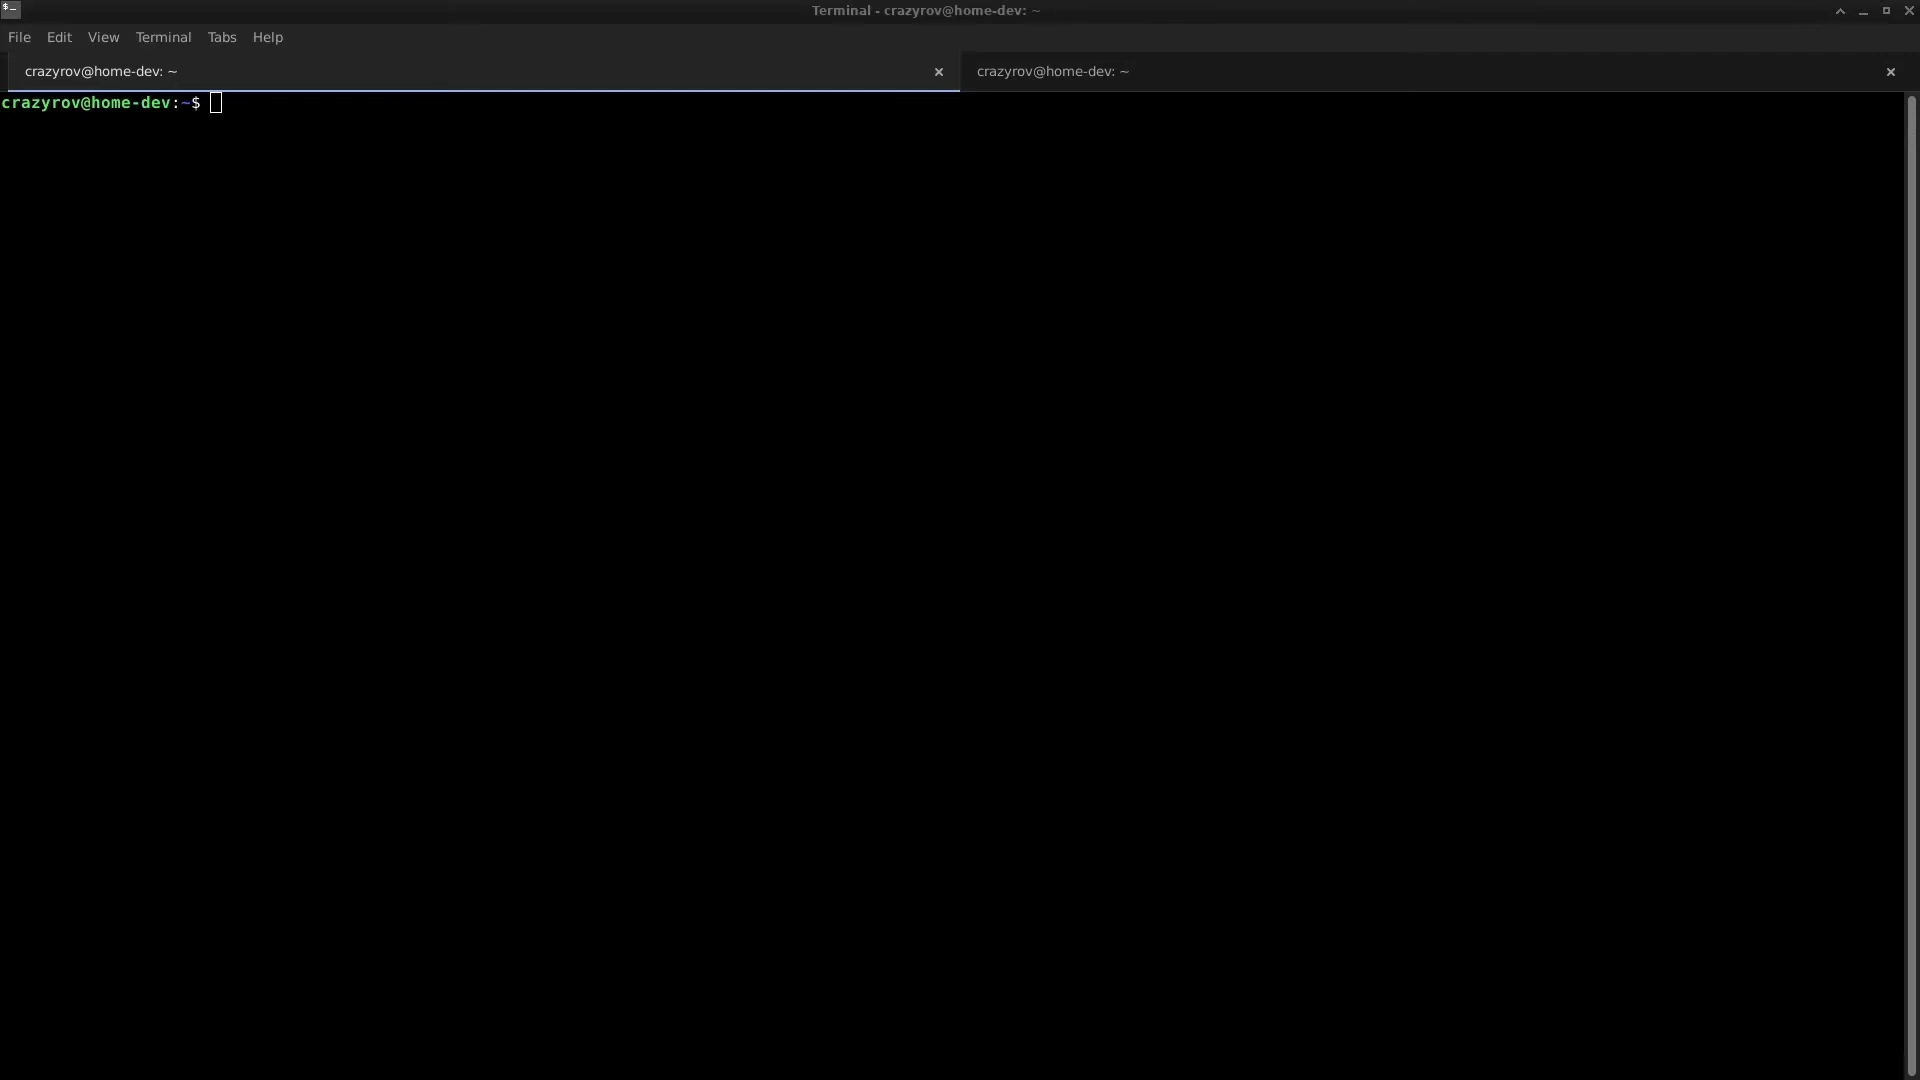 Terminal - crazyrov@home-dev: ~
File Edit View Terminal Tabs Help
crazyrov@home-dev: ~ crazyrov@home-dev: ~
crazyrov@home-dev:~$